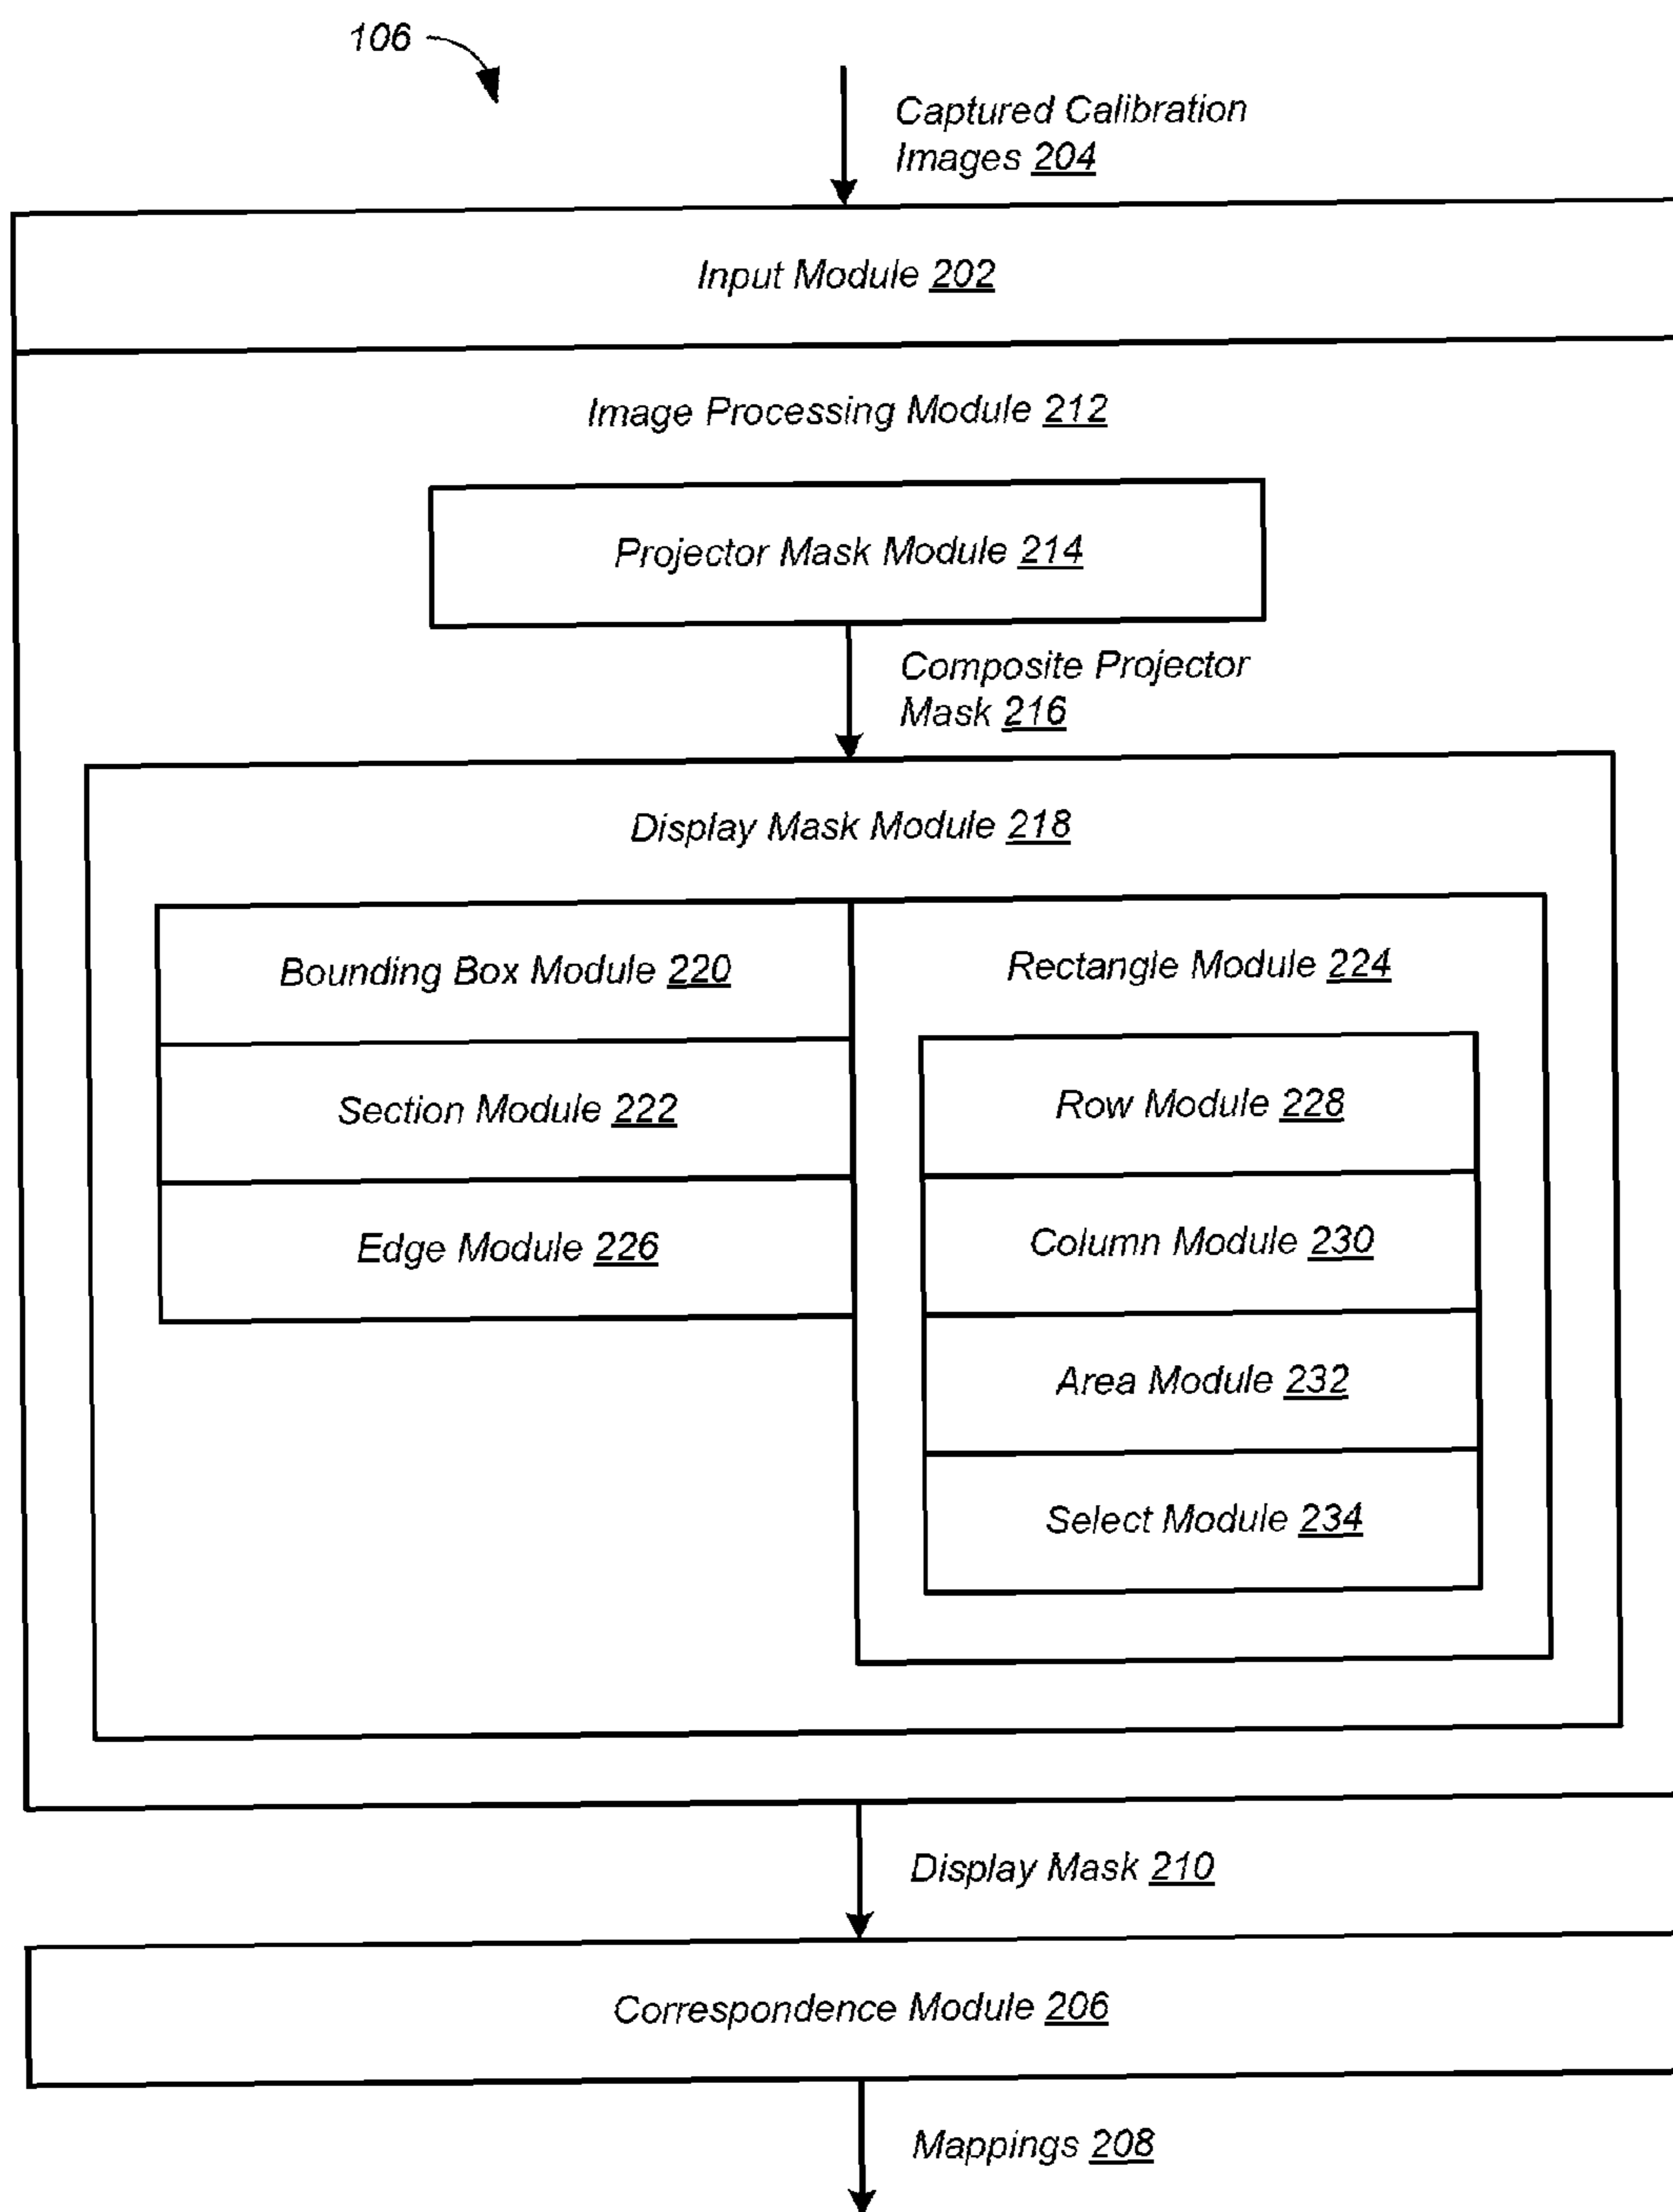 106
Captured Calibration
Images 204
Input Module 202
Image Processing Module 212
Projector Mask Module 214
Composite Projector
Mask 216
Display Mask Module 218
Bounding Box Module 220
Rectangle Module 224
Section Module 222
Row Module 228
Edge Module 226
Column Module 230
Area Module 232
Select Module 234
Display Mask 210
Correspondence Module 206
Mappings 208